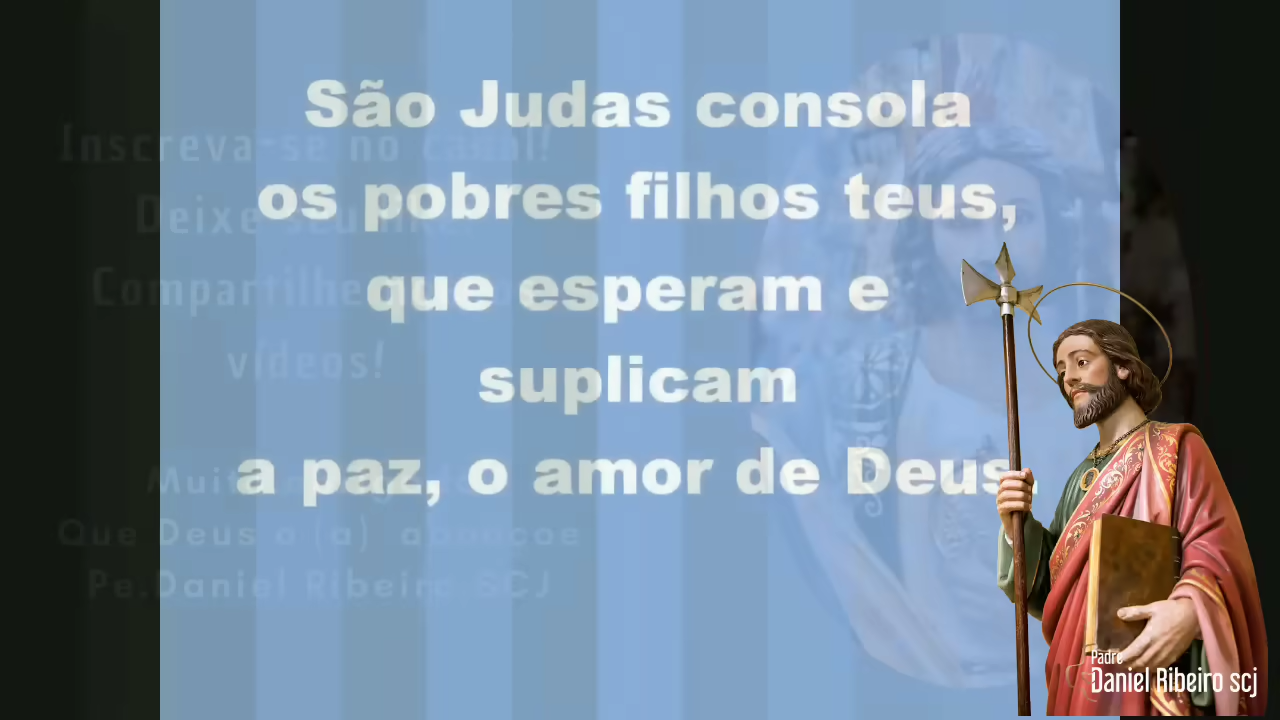 São Judas consola
os pobres filhos teus,
que esperam e
suplicam
a paz, o amor de Deus.
Inscreva-se no canal!
Deixe seu like!
Compartilhe
vídeos!
Que Deus o (a) abençoe
Pe.Daniel Ribeiro SCJ
Padre
Daniel Ribeiro scj